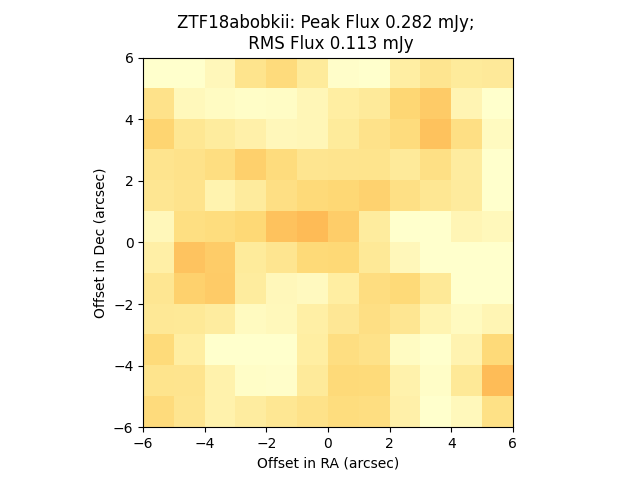 ZTF18abobkii: Peak Flux 0.282 mJy;
RMS Flux 0.113 mJy
6
4
2
0
−2
−4
−6
Offset in Dec (arcsec)
−6 −4 −2 0 2 4 6
Offset in RA (arcsec)